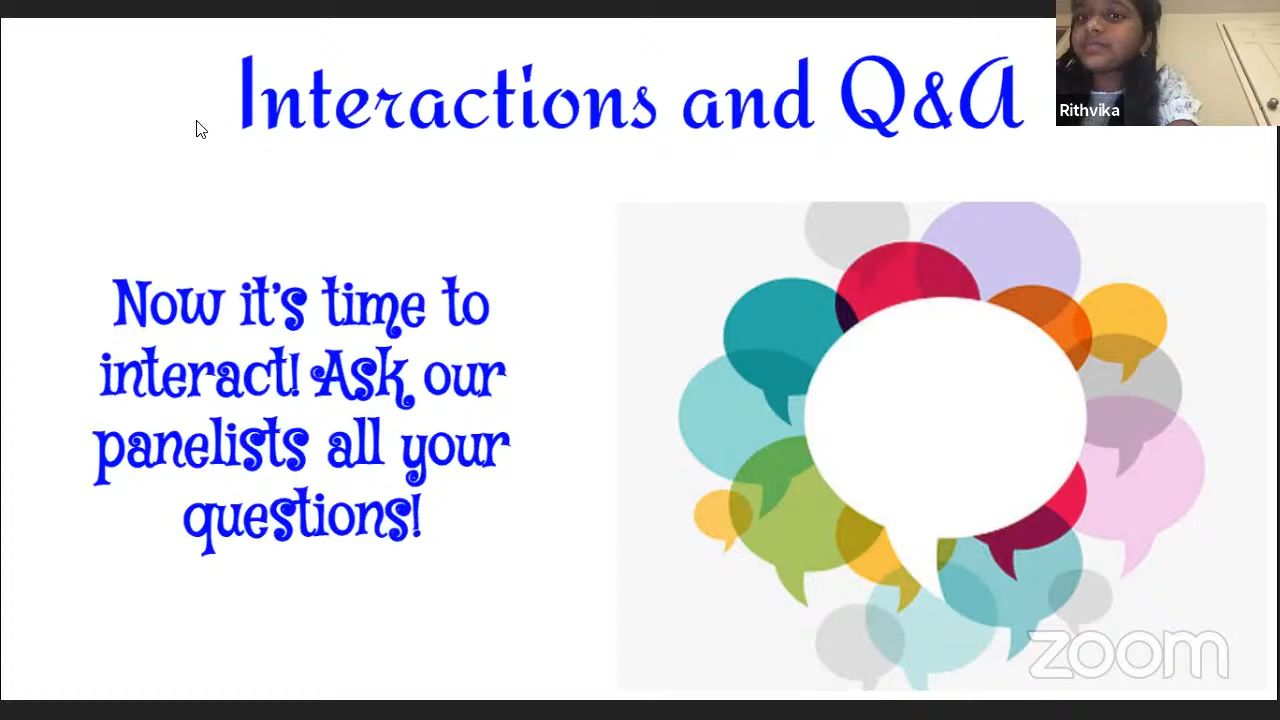 Interactions and Q&A
Rithvika
Now it's time to
interact! Ask our
panelists all your
questions!
zoom